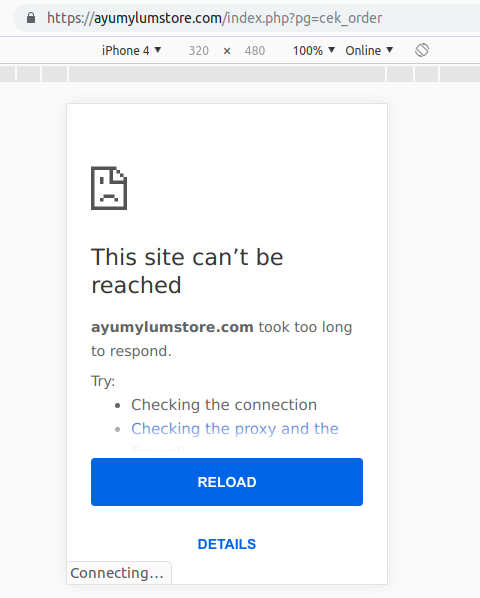 https://ayumylumstore.com/index.php?pg=cek_order
iPhone 4 ▼ 320 × 480 100% ▼ Online ▼
This site can’t be
reached
ayumylumstore.com took too long
to respond.
Try:
• Checking the connection
• Checking the proxy and the
RELOAD
DETAILS
Connecting...